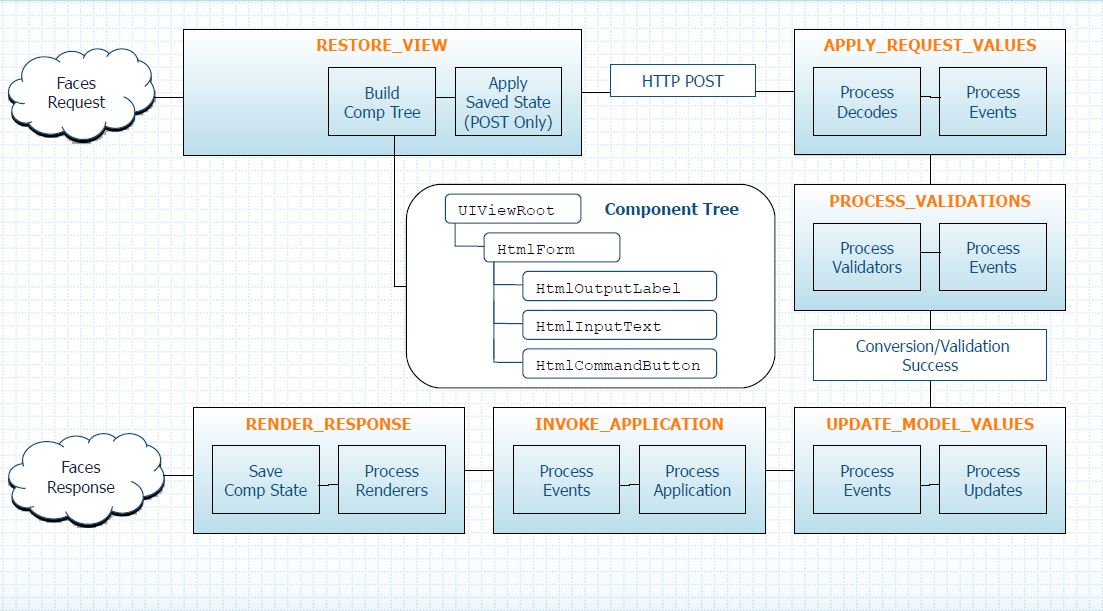 Faces
Request
RESTORE_VIEW
Build
Comp Tree
Apply
Saved State
(POST Only)
HTTP POST
APPLY_REQUEST_VALUES
Process
Decodes
Process
Events
Component Tree
UIViewRoot
HtmlForm
HtmlOutputLabel
HtmlInputText
HtmlCommandButton
PROCESS_VALIDATIONS
Process
Validators
Process
Events
Conversion/Validation
Success
UPDATE_MODEL_VALUES
Process
Events
Process
Updates
INVOKE_APPLICATION
Process
Events
Process
Application
RENDER_RESPONSE
Save
Comp State
Process
Renderers
Faces
Response